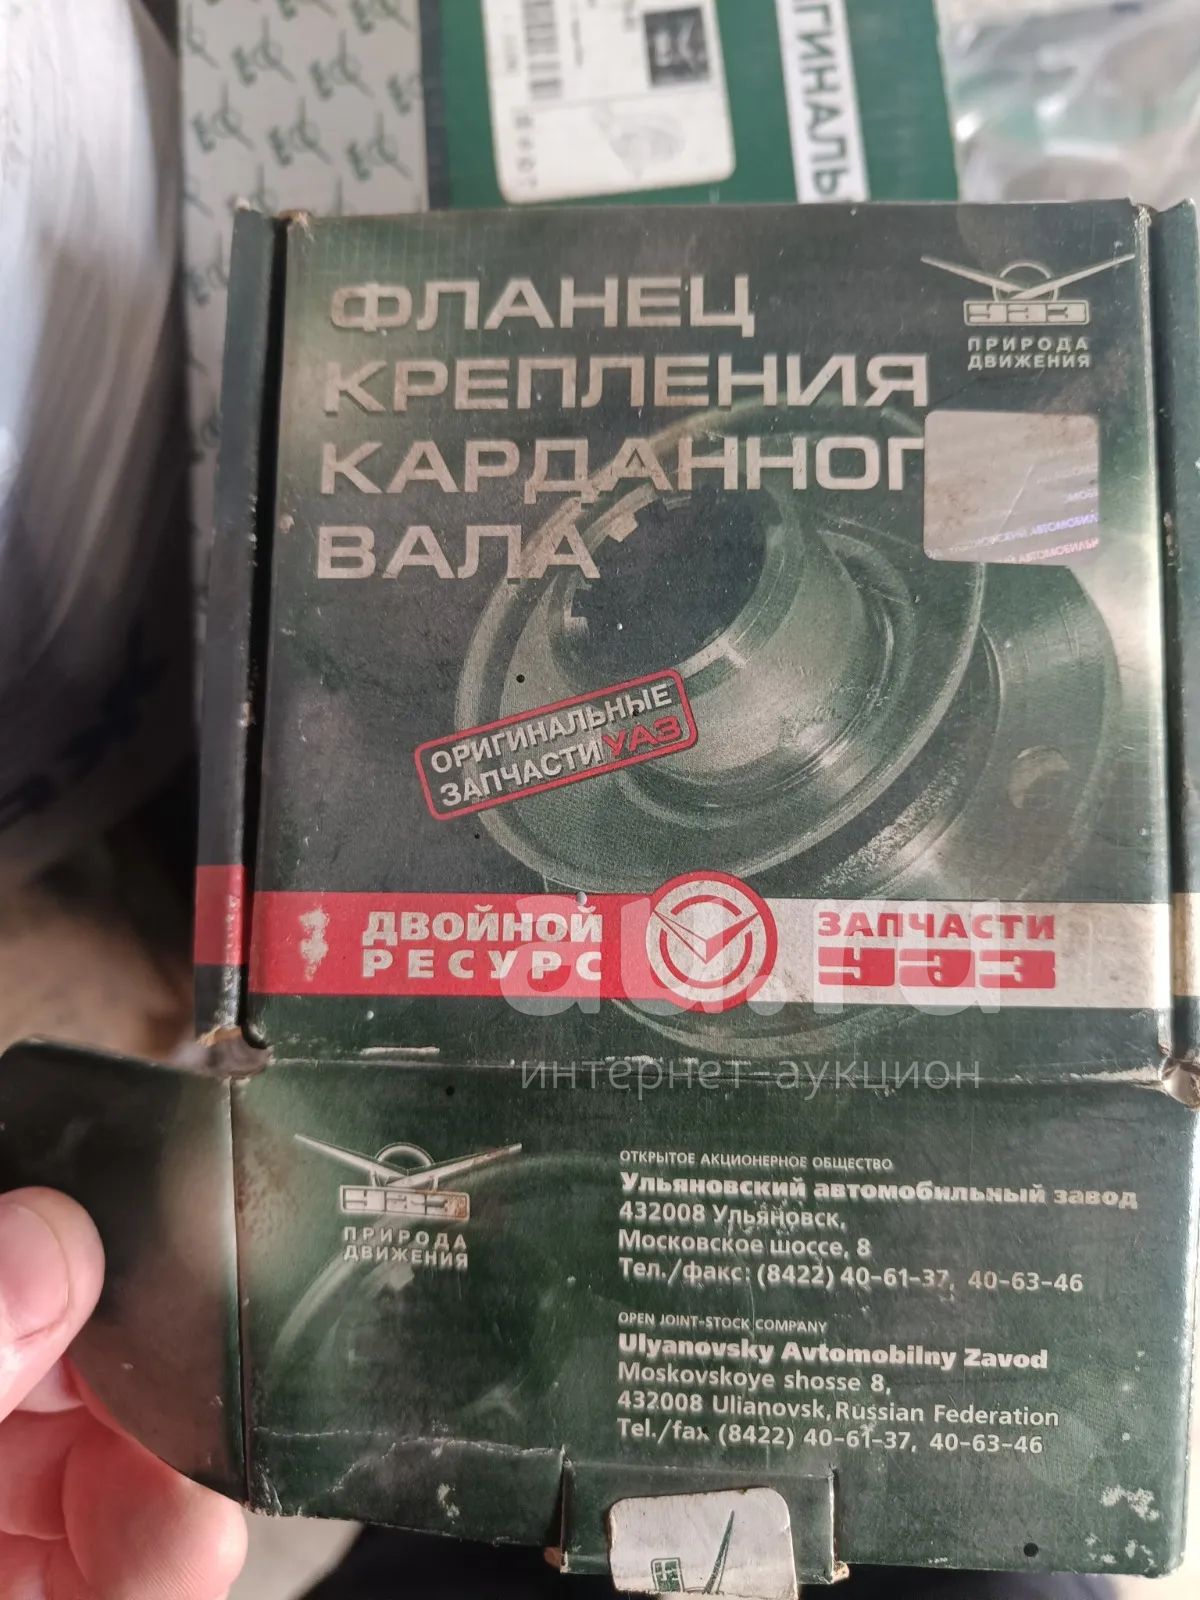 ГИНАЛЬ
ФЛАНЕЦ
КРЕПЛЕНИЯ
КАРДАННОГ
ВАЛА
УАЗ
ПРИРОДА
ДВИЖЕНИЯ
ОРИГИНАЛЬНЫЕ
ЗАПЧАСТИ УАЗ
ДВОЙНОЙ
РЕСУРС
ЗАПЧАСТИ
УАЗ
au.ru
интернет-аукцион
УАЗ
ПРИРОДА
ДВИЖЕНИЯ
ОТКРЫТОЕ АКЦИОНЕРНОЕ ОБЩЕСТВО
Ульяновский автомобильный завод
432008 Ульяновск,
Московское шоссе, 8
Тел./факс: (8422) 40-61-37, 40-63-46
OPEN JOINT-STOCK COMPANY
Ulyanovsky Avtomobilny Zavod
Moskovskoye shosse 8,
432008 Ulianovsk, Russian Federation
Tel./fax (8422) 40-61-37, 40-63-46